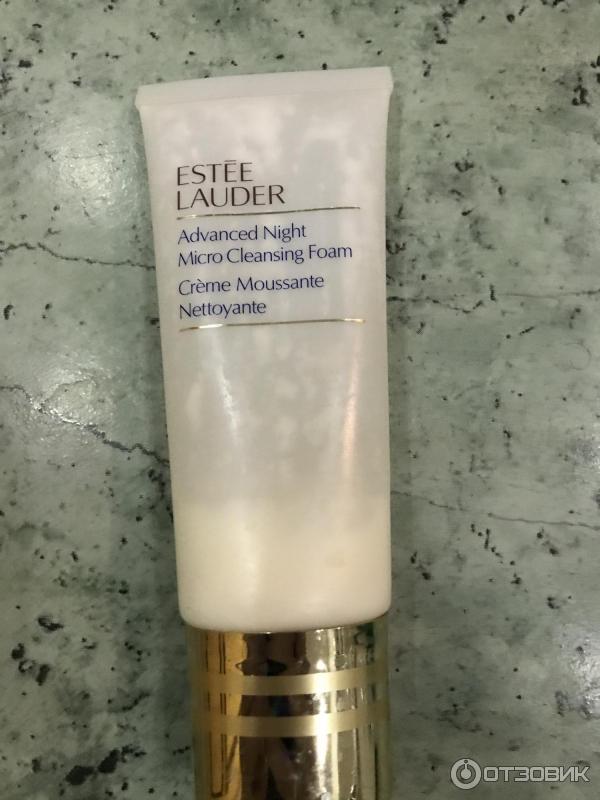 ESTĒE
LAUDER
Advanced Night
Micro Cleansing Foam
Crème Moussante
Nettoyante
ОТЗОВИК